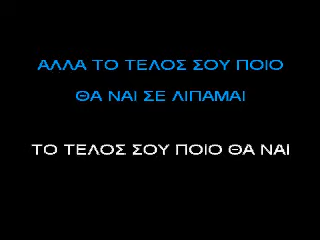 ΑΛΛΑ ΤΟ ΤΕΛΟΣ ΣΟΥ ΠΟΙΟ
ΘΑ ΝΑΙ ΣΕ ΛΙΠΑΜΑΙ
ΤΟ ΤΕΛΟΣ ΣΟΥ ΠΟΙΟ ΘΑ ΝΑΙ